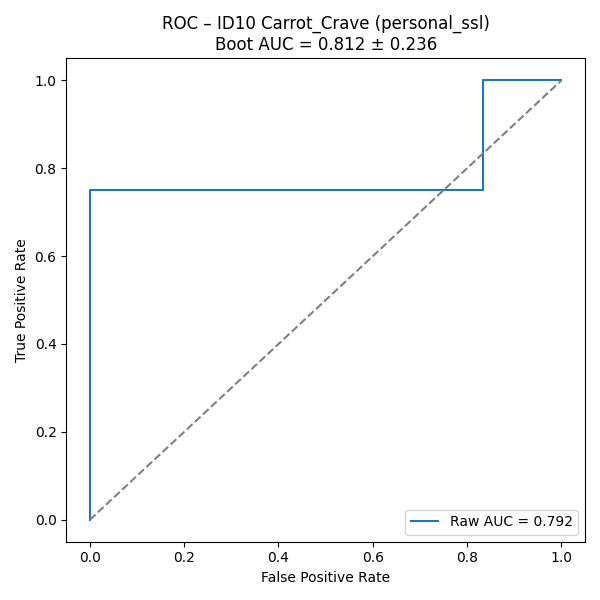 ROC – ID10 Carrot_Crave (personal_ssl)
Boot AUC = 0.812 ± 0.236
1.0
0.8
0.6
0.4
0.2
0.0
True Positive Rate
Raw AUC = 0.792
0.0 0.2 0.4 0.6 0.8 1.0
False Positive Rate